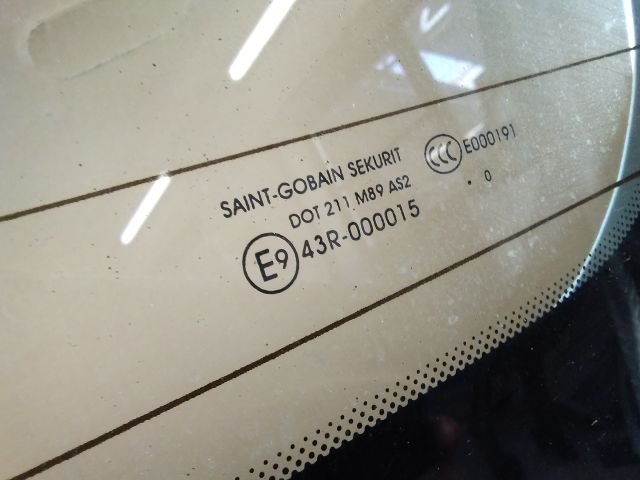 SAINT-GOBAIN SEKURIT
CCC E000191
DOT 211 M89 AS2
• 0
E9 43R-000015